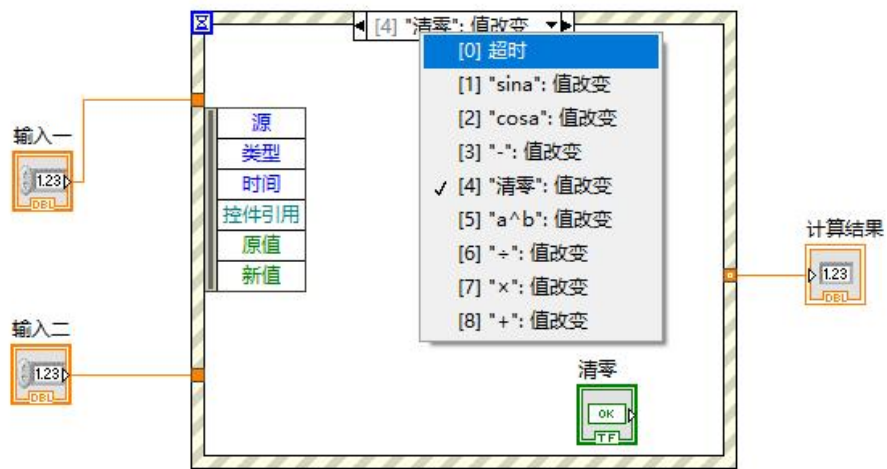 [4] "清零": 值改变
[0] 超时
[1] "sina": 值改变
[2] "cosa": 值改变
[3] "-": 值改变
✓ [4] "清零": 值改变
[5] "a^b": 值改变
[6] "÷": 值改变
[7] "×": 值改变
[8] "+": 值改变
源
类型
时间
控件引用
原值
新值
输入一
1.23
DBL
输入二
1.23
DBL
计算结果
1.23
DBL
清零
OK
TF